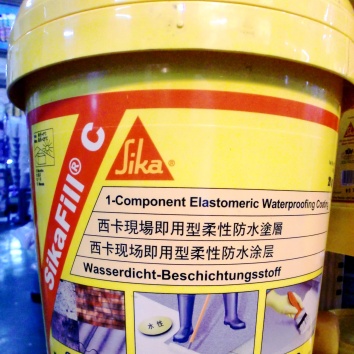 SikaFill® C
Sika®
1-Component Elastomeric Waterproofing Coating
西卡現場即用型柔性防水塗層
西卡现场即用型柔性防水涂层
Wasserdicht-Beschichtungsstoff
水性